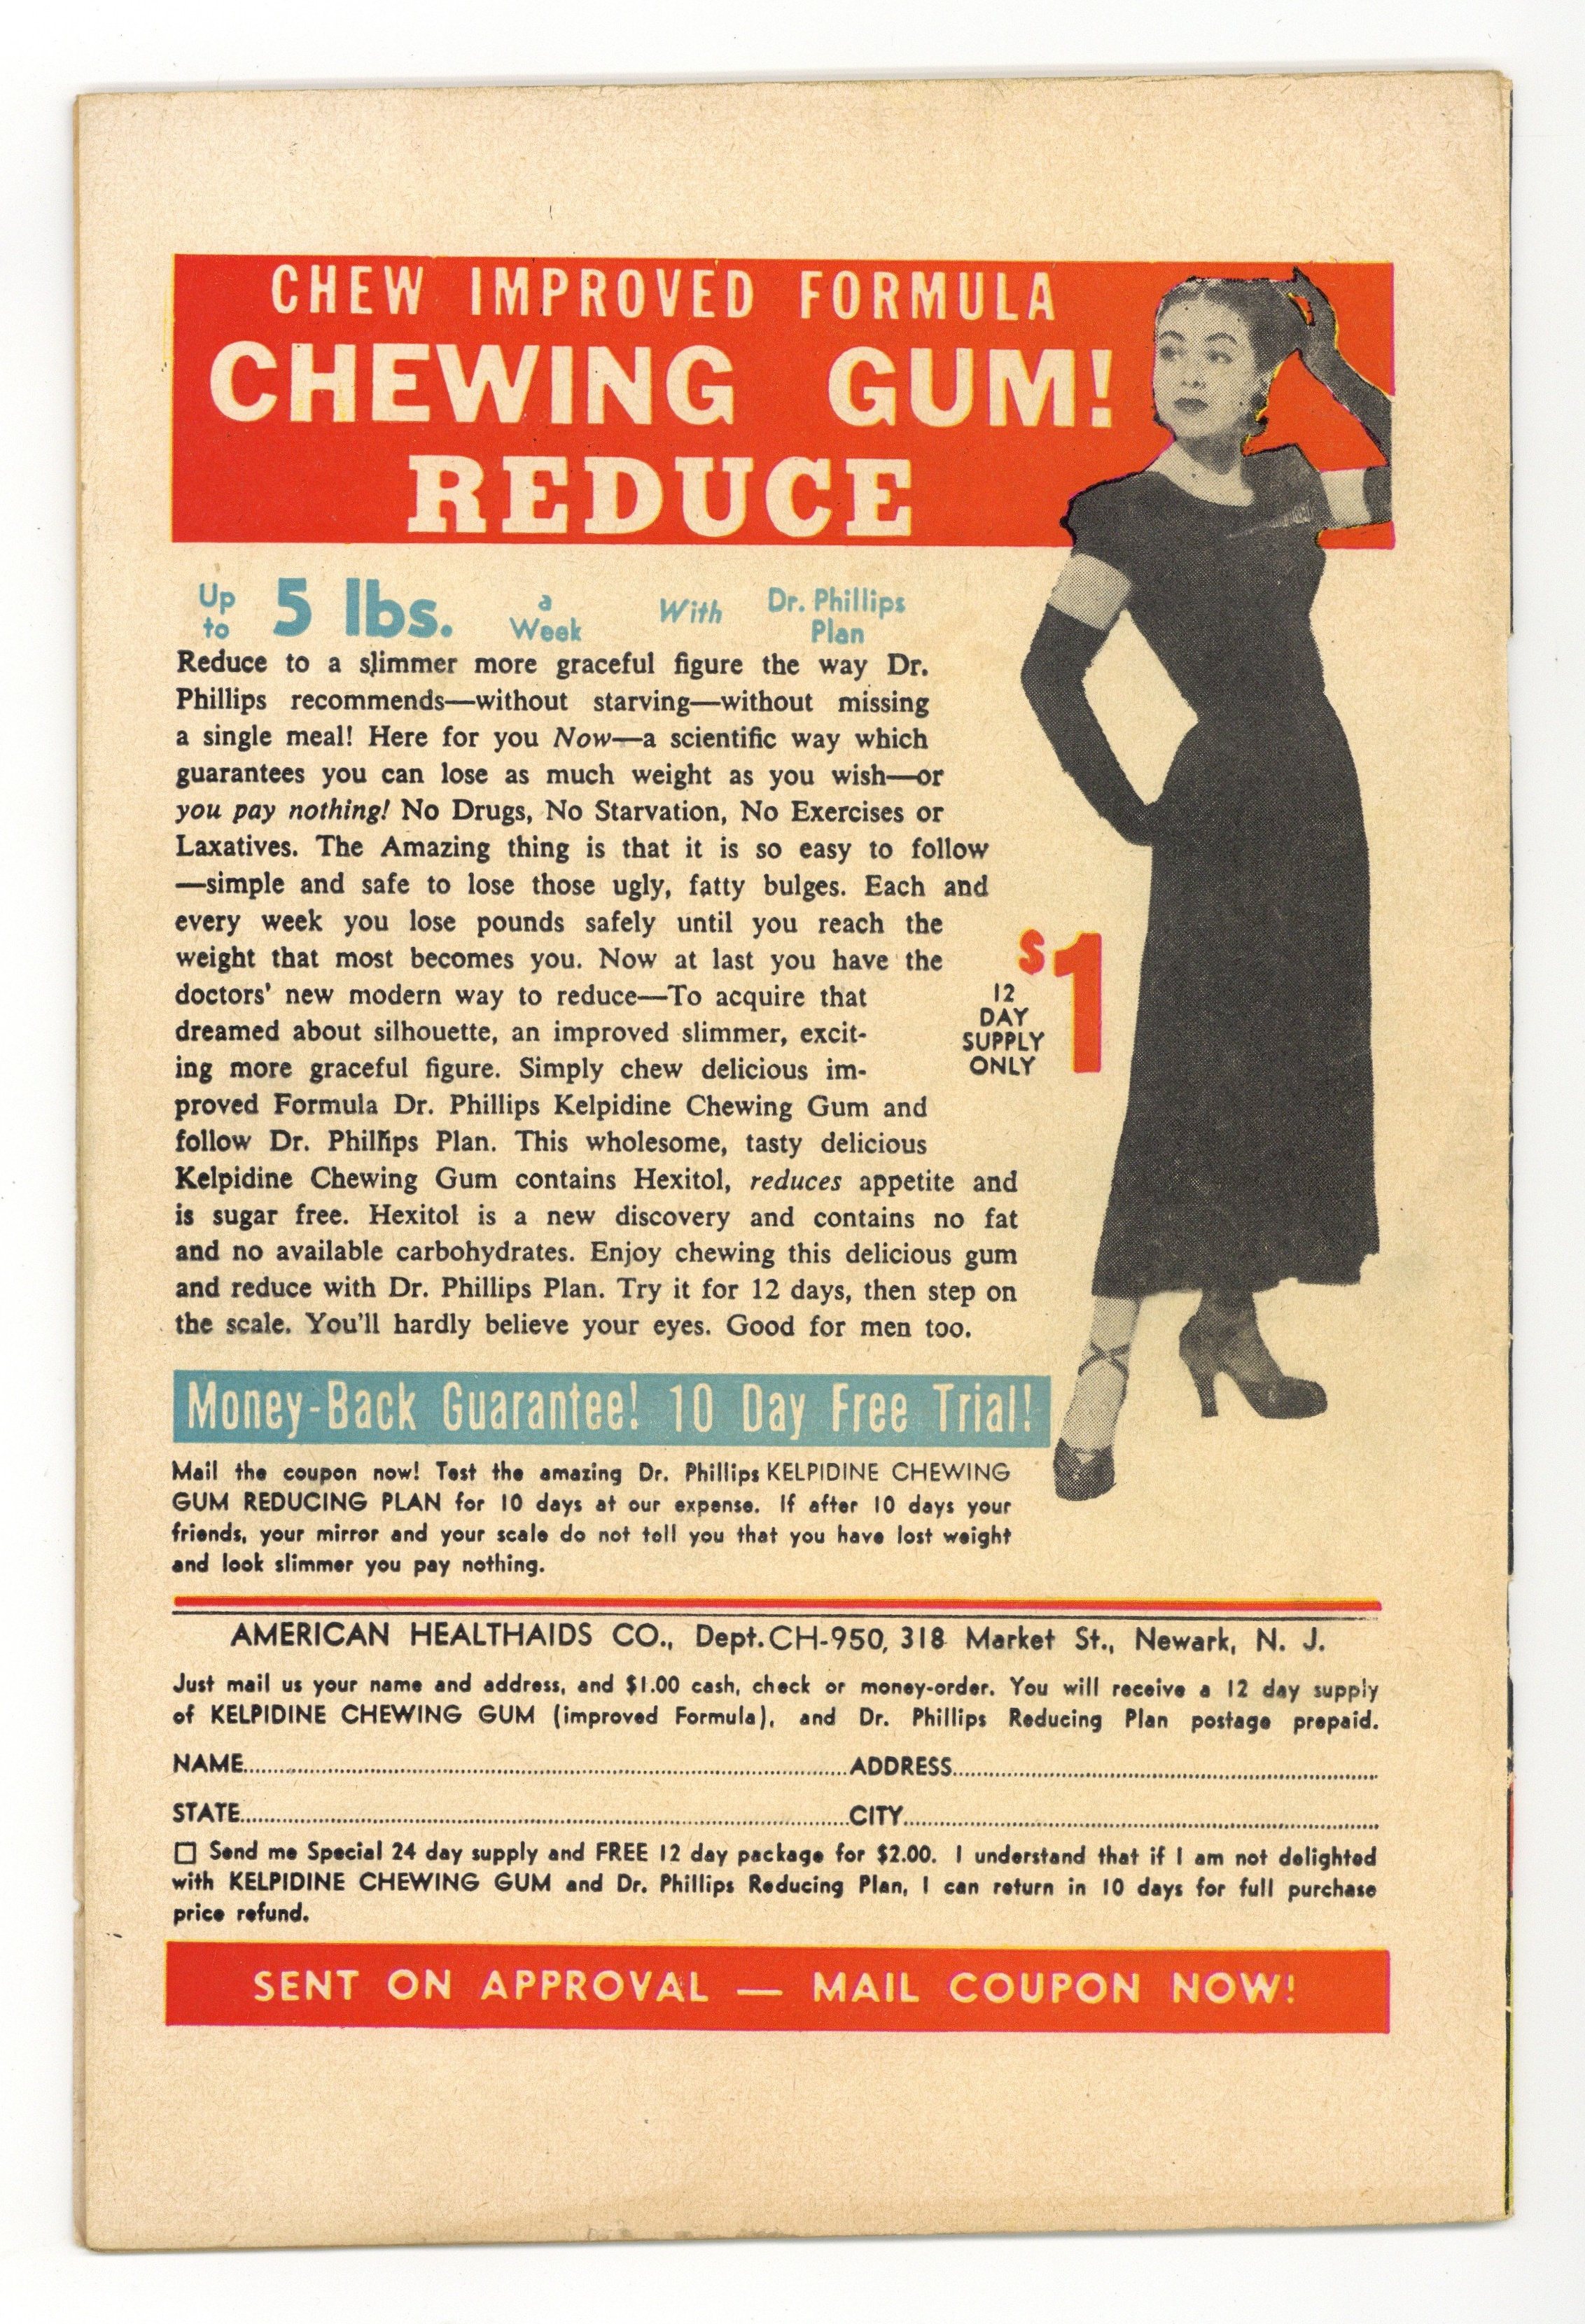 CHEW IMPROVED FORMULA
CHEWING GUM!
REDUCE
Up to 5 lbs. a Week With Dr. Phillips Plan
Reduce to a slimmer more graceful figure the way Dr.
Phillips recommends—without starving—without missing
a single meal! Here for you Now—a scientific way which
guarantees you can lose as much weight as you wish—or
you pay nothing! No Drugs, No Starvation, No Exercises or
Laxatives. The Amazing thing is that it is so easy to follow
—simple and safe to lose those ugly, fatty bulges. Each and
every week you lose pounds safely until you reach the
weight that most becomes you. Now at last you have the
doctors' new modern way to reduce—To acquire that
dreamed about silhouette, an improved slimmer, excit-
ing more graceful figure. Simply chew delicious im-
proved Formula Dr. Phillips Kelpidine Chewing Gum and
follow Dr. Phillips Plan. This wholesome, tasty delicious
Kelpidine Chewing Gum contains Hexitol, reduces appetite and
is sugar free. Hexitol is a new discovery and contains no fat
and no available carbohydrates. Enjoy chewing this delicious gum
and reduce with Dr. Phillips Plan. Try it for 12 days, then step on
the scale. You'll hardly believe your eyes. Good for men too.
$1
12
DAY
SUPPLY
ONLY
Money-Back Guarantee! 10 Day Free Trial!
Mail the coupon now! Test the amazing Dr. Phillips KELPIDINE CHEWING
GUM REDUCING PLAN for 10 days at our expense. If after 10 days your
friends, your mirror and your scale do not tell you that you have lost weight
and look slimmer you pay nothing.
AMERICAN HEALTHAIDS CO., Dept. CH-950, 318 Market St., Newark, N. J.
Just mail us your name and address, and $1.00 cash, check or money-order. You will receive a 12 day supply
of KELPIDINE CHEWING GUM (improved Formula), and Dr. Phillips Reducing Plan postage prepaid.
NAME..........ADDRESS..........
STATE..........CITY..........
☐ Send me Special 24 day supply and FREE 12 day package for $2.00. I understand that if I am not delighted
with KELPIDINE CHEWING GUM and Dr. Phillips Reducing Plan, I can return in 10 days for full purchase
price refund.
SENT ON APPROVAL — MAIL COUPON NOW!